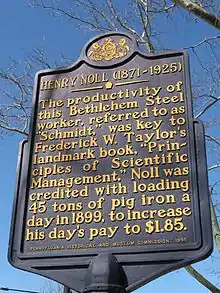 HENRY NOLL (1871-1925)
The productivity of
this Bethlehem Steel
worker, referred to as
"Schmidt," was key to
Frederick W. Taylor's
landmark book, "Prin-
ciples of Scientific
Management." Noll was
credited with loading
45 tons of pig iron a
day in 1899, to increase
his day's pay to $1.85.
PENNSYLVANIA HISTORICAL AND MUSEUM COMMISSION